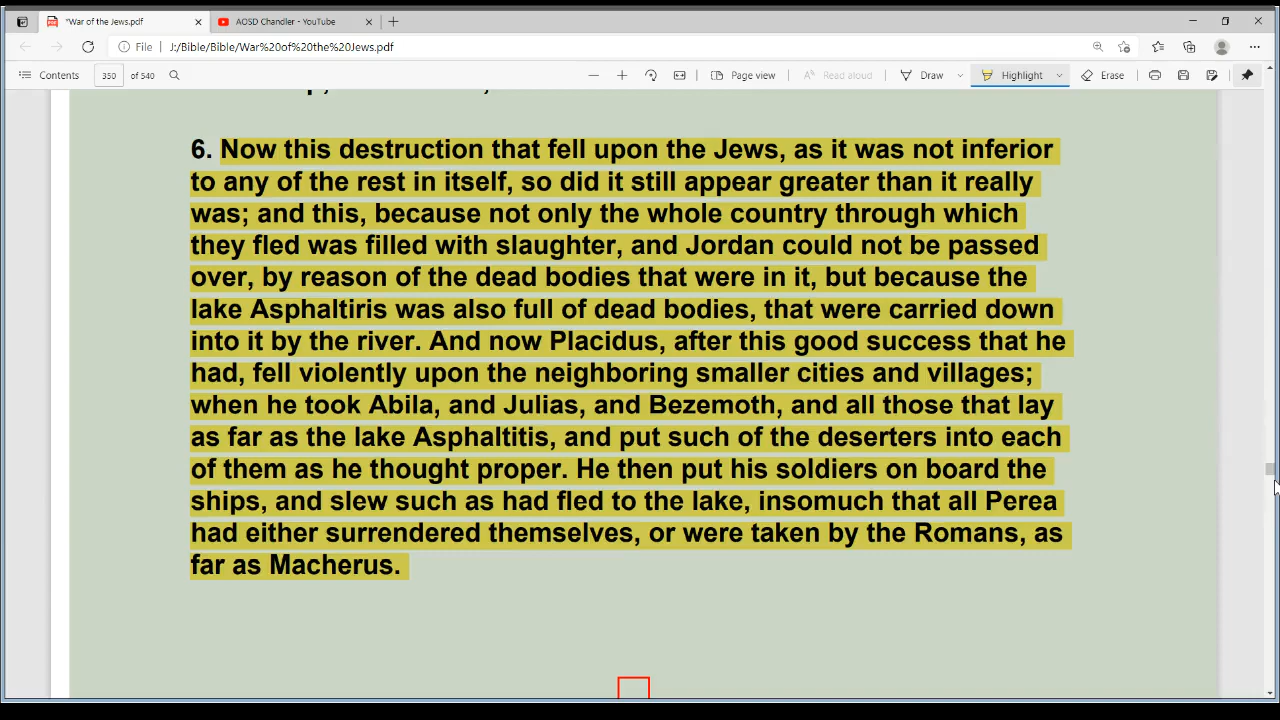 *War of the Jews.pdf
AOSD Chandler - YouTube
File J:/Bible/Bible/War%20of%20the%20Jews.pdf
Contents 350 of 540 Page view Read aloud Draw Highlight Erase
6. Now this destruction that fell upon the Jews, as it was not inferior
to any of the rest in itself, so did it still appear greater than it really
was; and this, because not only the whole country through which
they fled was filled with slaughter, and Jordan could not be passed
over, by reason of the dead bodies that were in it, but because the
lake Asphaltiris was also full of dead bodies, that were carried down
into it by the river. And now Placidus, after this good success that he
had, fell violently upon the neighboring smaller cities and villages;
when he took Abila, and Julias, and Bezemoth, and all those that lay
as far as the lake Asphaltitis, and put such of the deserters into each
of them as he thought proper. He then put his soldiers on board the
ships, and slew such as had fled to the lake, insomuch that all Perea
had either surrendered themselves, or were taken by the Romans, as
far as Macherus.